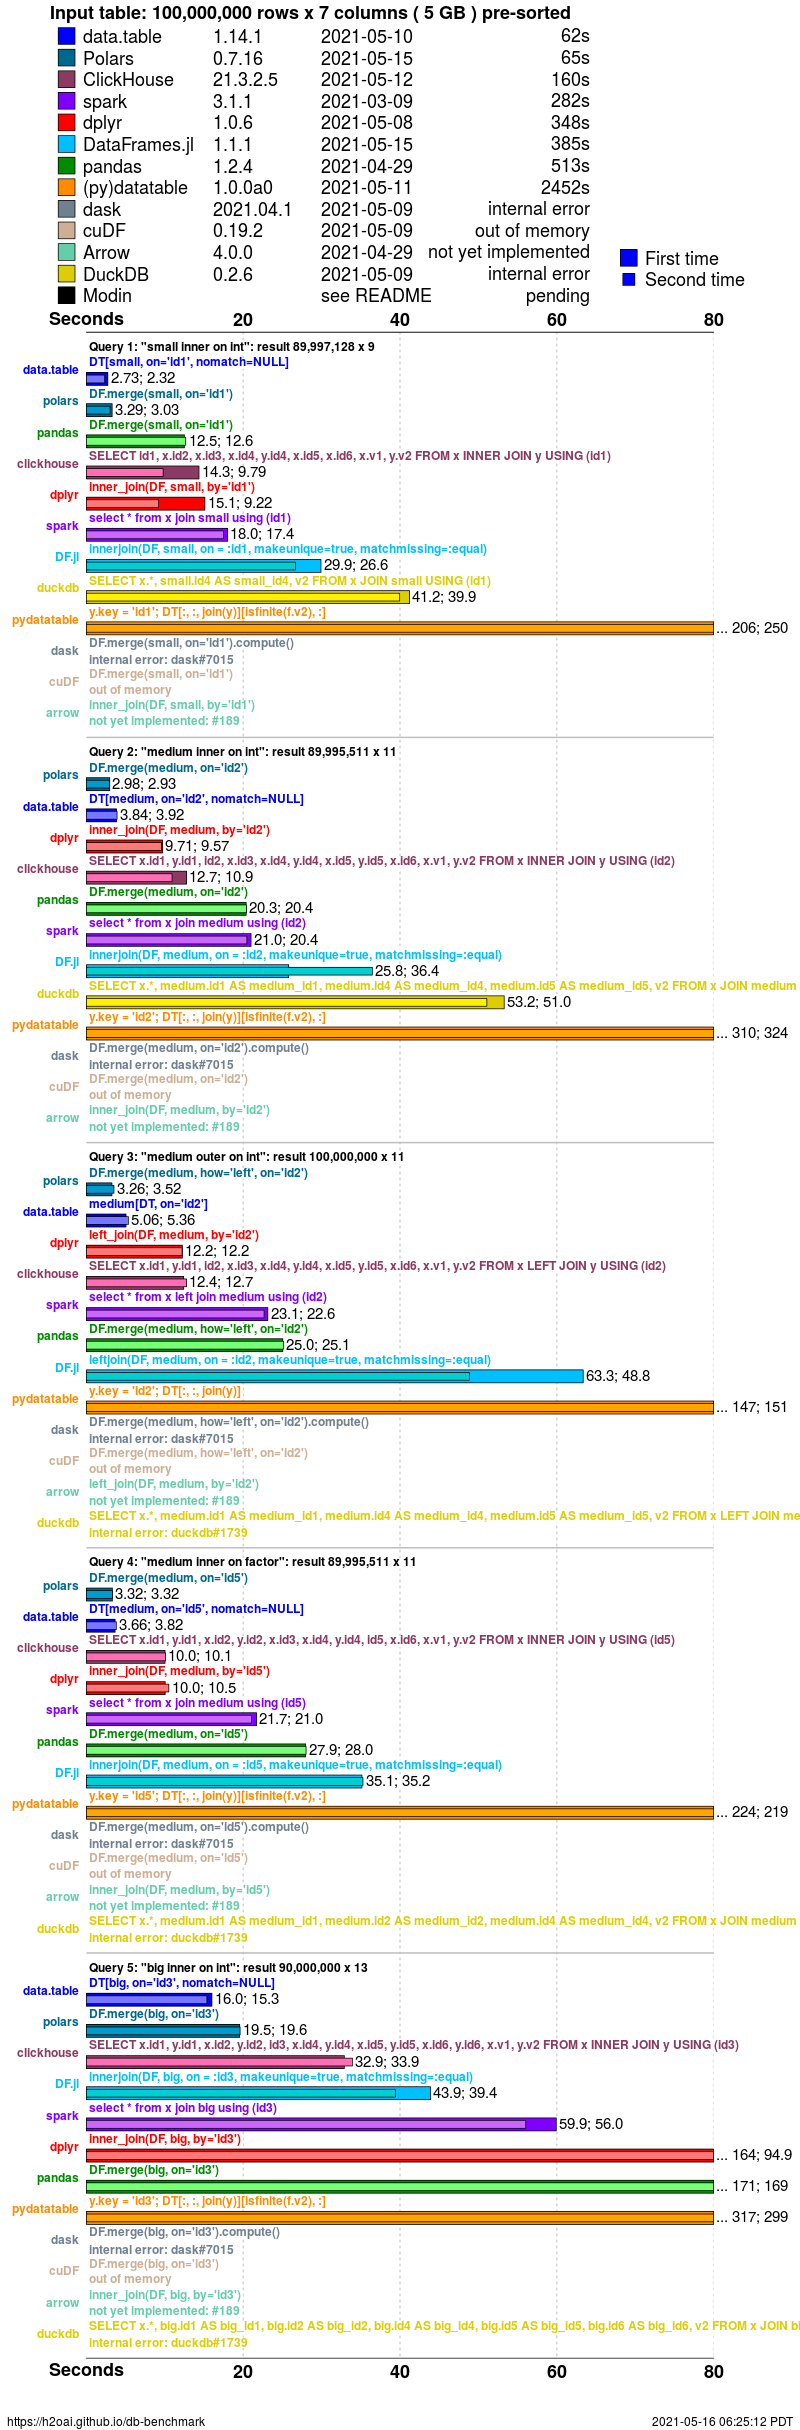 Input table: 100,000,000 rows x 7 columns ( 5 GB ) pre-sorted
data.table 1.14.1 2021-05-10 62s
Polars 0.7.16 2021-05-15 65s
ClickHouse 21.3.2.5 2021-05-12 160s
spark 3.1.1 2021-03-09 282s
dplyr 1.0.6 2021-05-08 348s
DataFrames.jl 1.1.1 2021-05-15 385s
pandas 1.2.4 2021-04-29 513s
(py)datatable 1.0.0a0 2021-05-11 2452s
dask 2021.04.1 2021-05-09 internal error
cuDF 0.19.2 2021-05-09 out of memory
Arrow 4.0.0 2021-04-29 not yet implemented
DuckDB 0.2.6 2021-05-09 internal error
Modin see README pending
First time
Second time
Seconds 20 40 60 80
Query 1: "small inner on int": result 89,997,128 x 9
DT[small, on='id1', nomatch=NULL]
data.table 2.73; 2.32
DF.merge(small, on='id1')
polars 3.29; 3.03
DF.merge(small, on='id1')
pandas 12.5; 12.6
SELECT id1, x.id2, x.id3, x.id4, y.id4, x.id5, x.id6, x.v1, y.v2 FROM x INNER JOIN y USING (id1)
clickhouse 14.3; 9.79
inner_join(DF, small, by='id1')
dplyr 15.1; 9.22
select * from x join small using (id1)
spark 18.0; 17.4
innerjoin(DF, small, on = :id1, makeunique=true, matchmissing=:equal)
DF.jl 29.9; 26.6
SELECT x.*, small.id4 AS small_id4, v2 FROM x JOIN small USING (id1)
duckdb 41.2; 39.9
y.key = 'id1'; DT[:, :, join(y)][isfinite(f.v2), :]
pydatatable ... 206; 250
DF.merge(small, on='id1').compute()
dask internal error: dask#7015
DF.merge(small, on='id1')
cuDF out of memory
inner_join(DF, small, by='id1')
arrow not yet implemented: #189
Query 2: "medium inner on int": result 89,995,511 x 11
DF.merge(medium, on='id2')
polars 2.98; 2.93
DT[medium, on='id2', nomatch=NULL]
data.table 3.84; 3.92
inner_join(DF, medium, by='id2')
dplyr 9.71; 9.57
SELECT x.id1, y.id1, id2, x.id3, x.id4, y.id4, x.id5, y.id5, x.id6, x.v1, y.v2 FROM x INNER JOIN y USING (id2)
clickhouse 12.7; 10.9
DF.merge(medium, on='id2')
pandas 20.3; 20.4
select * from x join medium using (id2)
spark 21.0; 20.4
innerjoin(DF, medium, on = :id2, makeunique=true, matchmissing=:equal)
DF.jl 25.8; 36.4
SELECT x.*, medium.id1 AS medium_id1, medium.id4 AS medium_id4, medium.id5 AS medium_id5, v2 FROM x JOIN medium
duckdb 53.2; 51.0
y.key = 'id2'; DT[:, :, join(y)][isfinite(f.v2), :]
pydatatable ... 310; 324
DF.merge(medium, on='id2').compute()
dask internal error: dask#7015
DF.merge(medium, on='id2')
cuDF out of memory
inner_join(DF, medium, by='id2')
arrow not yet implemented: #189
Query 3: "medium outer on int": result 100,000,000 x 11
DF.merge(medium, how='left', on='id2')
polars 3.26; 3.52
medium[DT, on='id2']
data.table 5.06; 5.36
left_join(DF, medium, by='id2')
dplyr 12.2; 12.2
SELECT x.id1, y.id1, id2, x.id3, x.id4, y.id4, x.id5, y.id5, x.id6, x.v1, y.v2 FROM x LEFT JOIN y USING (id2)
clickhouse 12.4; 12.7
select * from x left join medium using (id2)
spark 23.1; 22.6
DF.merge(medium, how='left', on='id2')
pandas 25.0; 25.1
leftjoin(DF, medium, on = :id2, makeunique=true, matchmissing=:equal)
DF.jl 63.3; 48.8
y.key = 'id2'; DT[:, :, join(y)]
pydatatable ... 147; 151
DF.merge(medium, how='left', on='id2').compute()
dask internal error: dask#7015
DF.merge(medium, how='left', on='id2')
cuDF out of memory
left_join(DF, medium, by='id2')
arrow not yet implemented: #189
SELECT x.*, medium.id1 AS medium_id1, medium.id4 AS medium_id4, medium.id5 AS medium_id5, v2 FROM x LEFT JOIN me
duckdb internal error: duckdb#1739
Query 4: "medium inner on factor": result 89,995,511 x 11
DF.merge(medium, on='id5')
polars 3.32; 3.32
DT[medium, on='id5', nomatch=NULL]
data.table 3.66; 3.82
SELECT x.id1, y.id1, x.id2, y.id2, x.id3, x.id4, y.id4, id5, x.id6, x.v1, y.v2 FROM x INNER JOIN y USING (id5)
clickhouse 10.0; 10.1
inner_join(DF, medium, by='id5')
dplyr 10.0; 10.5
select * from x join medium using (id5)
spark 21.7; 21.0
DF.merge(medium, on='id5')
pandas 27.9; 28.0
innerjoin(DF, medium, on = :id5, makeunique=true, matchmissing=:equal)
DF.jl 35.1; 35.2
y.key = 'id5'; DT[:, :, join(y)][isfinite(f.v2), :]
pydatatable ... 224; 219
DF.merge(medium, on='id5').compute()
dask internal error: dask#7015
DF.merge(medium, on='id5')
cuDF out of memory
inner_join(DF, medium, by='id5')
arrow not yet implemented: #189
SELECT x.*, medium.id1 AS medium_id1, medium.id2 AS medium_id2, medium.id4 AS medium_id4, v2 FROM x JOIN medium
duckdb internal error: duckdb#1739
Query 5: "big inner on int": result 90,000,000 x 13
DT[big, on='id3', nomatch=NULL]
data.table 16.0; 15.3
DF.merge(big, on='id3')
polars 19.5; 19.6
SELECT x.id1, y.id1, x.id2, y.id2, id3, x.id4, y.id4, x.id5, y.id5, x.id6, y.id6, x.v1, y.v2 FROM x INNER JOIN y USING (id3)
clickhouse 32.9; 33.9
innerjoin(DF, big, on = :id3, makeunique=true, matchmissing=:equal)
DF.jl 43.9; 39.4
select * from x join big using (id3)
spark 59.9; 56.0
inner_join(DF, big, by='id3')
dplyr ... 164; 94.9
DF.merge(big, on='id3')
pandas ... 171; 169
y.key = 'id3'; DT[:, :, join(y)][isfinite(f.v2), :]
pydatatable ... 317; 299
DF.merge(big, on='id3').compute()
dask internal error: dask#7015
DF.merge(big, on='id3')
cuDF out of memory
inner_join(DF, big, by='id3')
arrow not yet implemented: #189
SELECT x.*, big.id1 AS big_id1, big.id2 AS big_id2, big.id4 AS big_id4, big.id5 AS big_id5, big.id6 AS big_id6, v2 FROM x JOIN bi
duckdb internal error: duckdb#1739
Seconds 20 40 60 80
https://h2oai.github.io/db-benchmark 2021-05-16 06:25:12 PDT